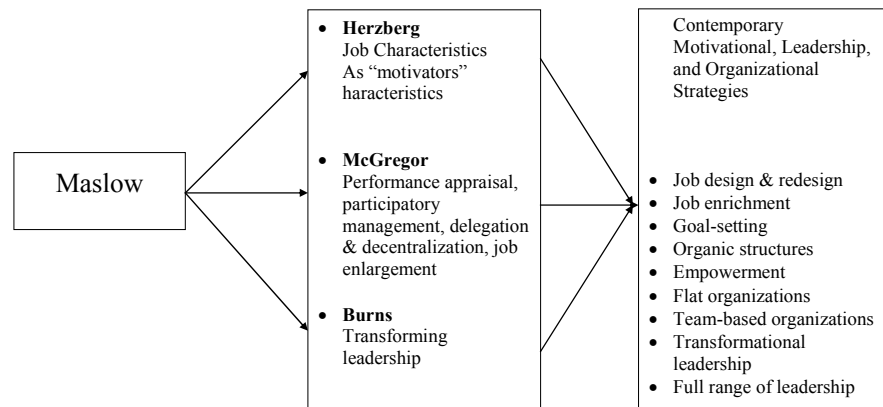 Maslow
• Herzberg
Job Characteristics
As “motivators”
haracteristics
• McGregor
Performance appraisal,
participatory
management, delegation
& decentralization, job
enlargement
• Burns
Transforming
leadership
Contemporary
Motivational, Leadership,
and Organizational
Strategies
• Job design & redesign
• Job enrichment
• Goal-setting
• Organic structures
• Empowerment
• Flat organizations
• Team-based organizations
• Transformational
leadership
• Full range of leadership